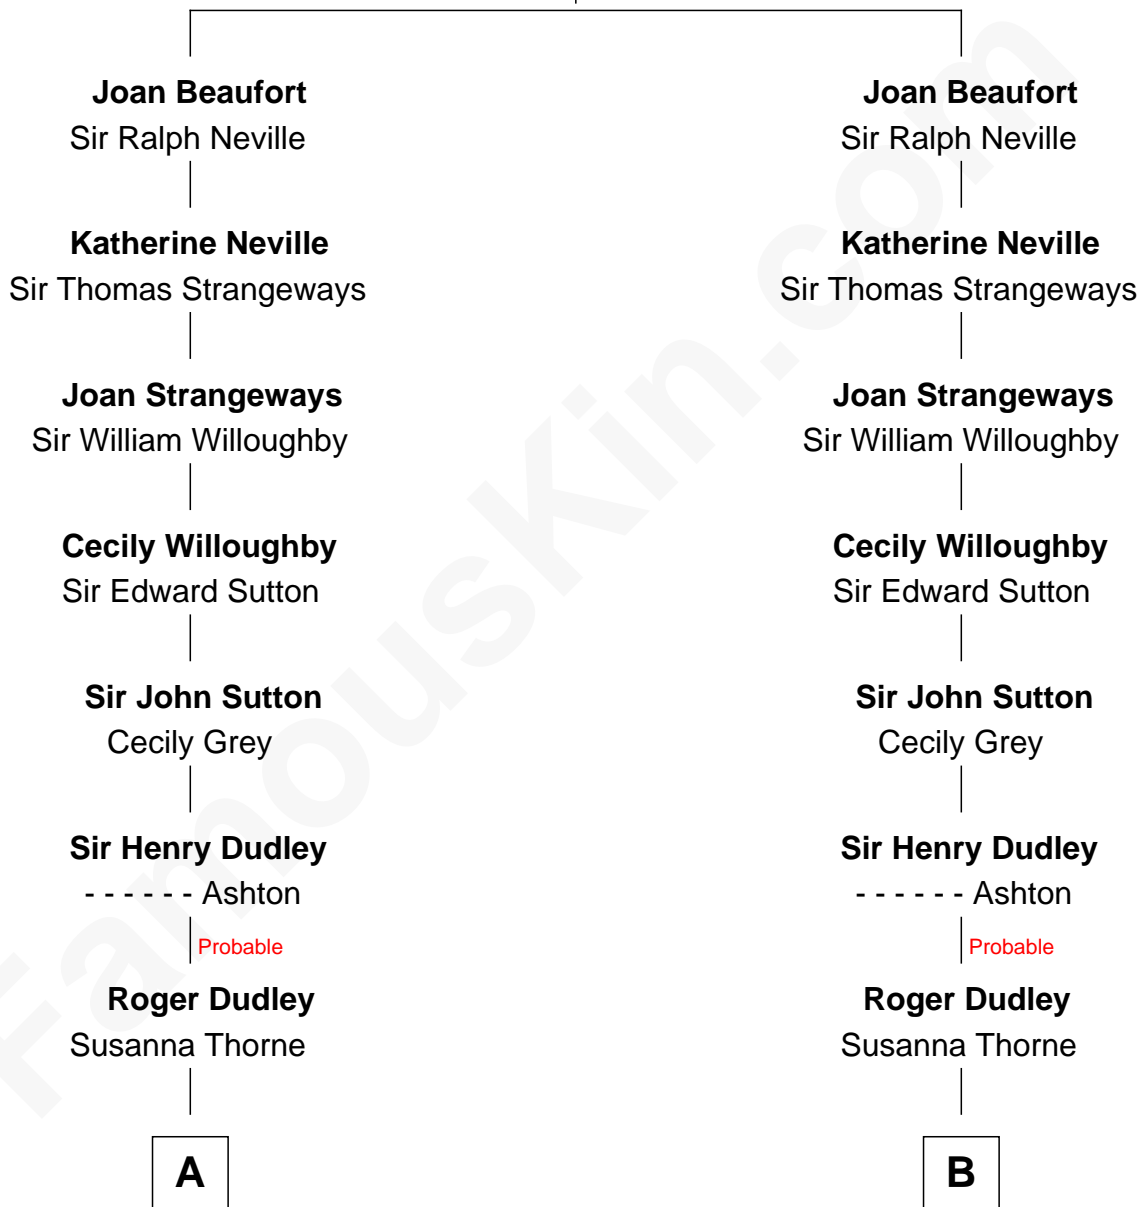 Joan Beaufort
Sir Ralph Neville
Katherine Neville
Sir Thomas Strangeways
Joan Strangeways
Sir William Willoughby
Cecily Willoughby
Sir Edward Sutton
Sir John Sutton
Cecily Grey
Sir Henry Dudley
- - - - - - Ashton
Probable
Roger Dudley
Susanna Thorne
A
Joan Beaufort
Sir Ralph Neville
Katherine Neville
Sir Thomas Strangeways
Joan Strangeways
Sir William Willoughby
Cecily Willoughby
Sir Edward Sutton
Sir John Sutton
Cecily Grey
Sir Henry Dudley
- - - - - - Ashton
Probable
Roger Dudley
Susanna Thorne
B
FamousKin.com